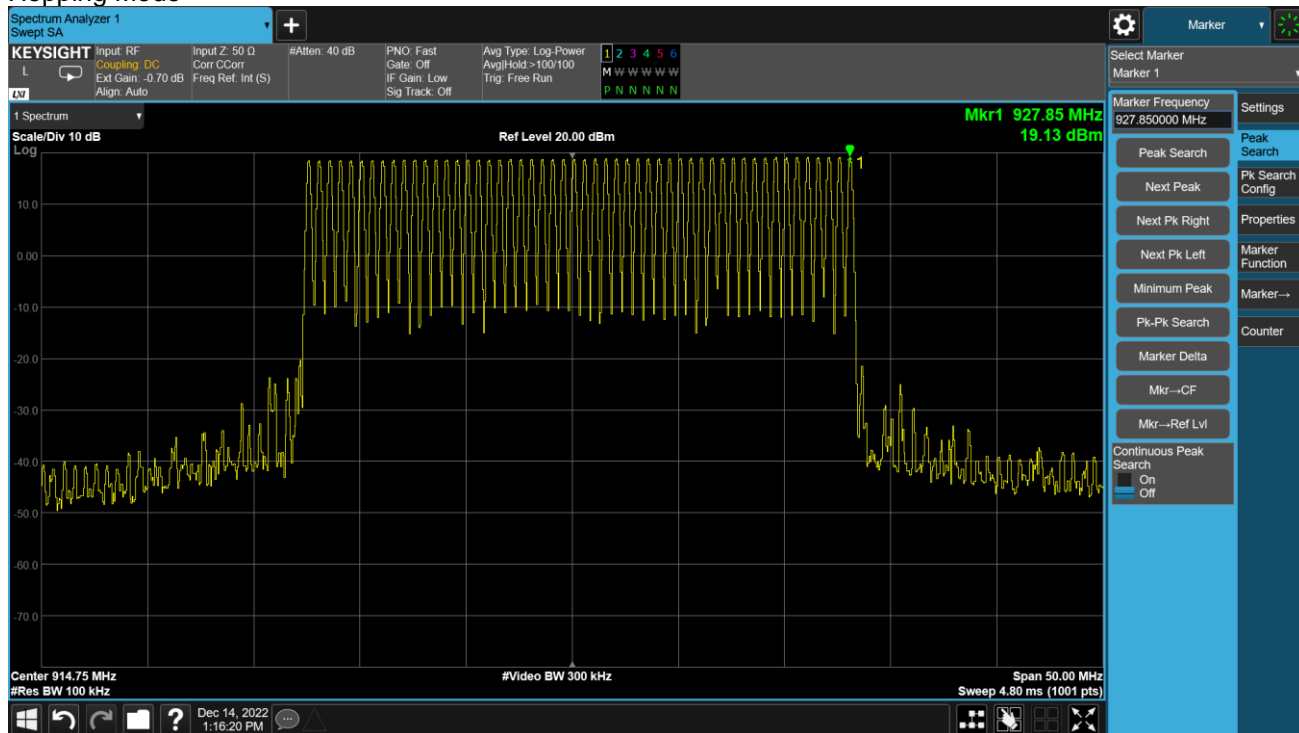 Hopping Mode
Spectrum Analyzer 1
Swept SA
Marker
KEYSIGHT
L
LXI
Input: RF
Coupling: DC
Ext Gain: -0.70 dB
Align: Auto
Input Z: 50 Ω
Corr CCorr
Freq Ref: Int (S)
#Atten: 40 dB
PNO: Fast
Gate: Off
IF Gain: Low
Sig Track: Off
Avg Type: Log-Power
Avg|Hold:>100/100
Trig: Free Run
1 2 3 4 5 6
M W W W W W
P N N N N N
1 Spectrum
Scale/Div 10 dB
Log
Ref Level 20.00 dBm
Mkr1 927.85 MHz
19.13 dBm
1
10.0
0.00
-10.0
-20.0
-30.0
-40.0
-50.0
-60.0
-70.0
Center 914.75 MHz
#Res BW 100 kHz
#Video BW 300 kHz
Span 50.00 MHz
Sweep 4.80 ms (1001 pts)
Select Marker
Marker 1
Marker Frequency
927.850000 MHz
Peak Search
Next Peak
Next Pk Right
Next Pk Left
Minimum Peak
Pk-Pk Search
Marker Delta
Mkr→CF
Mkr→Ref Lvl
Continuous Peak
Search
On
Off
Settings
Peak
Search
Pk Search
Config
Properties
Marker
Function
Marker→
Counter
?
Dec 14, 2022
1:16:20 PM